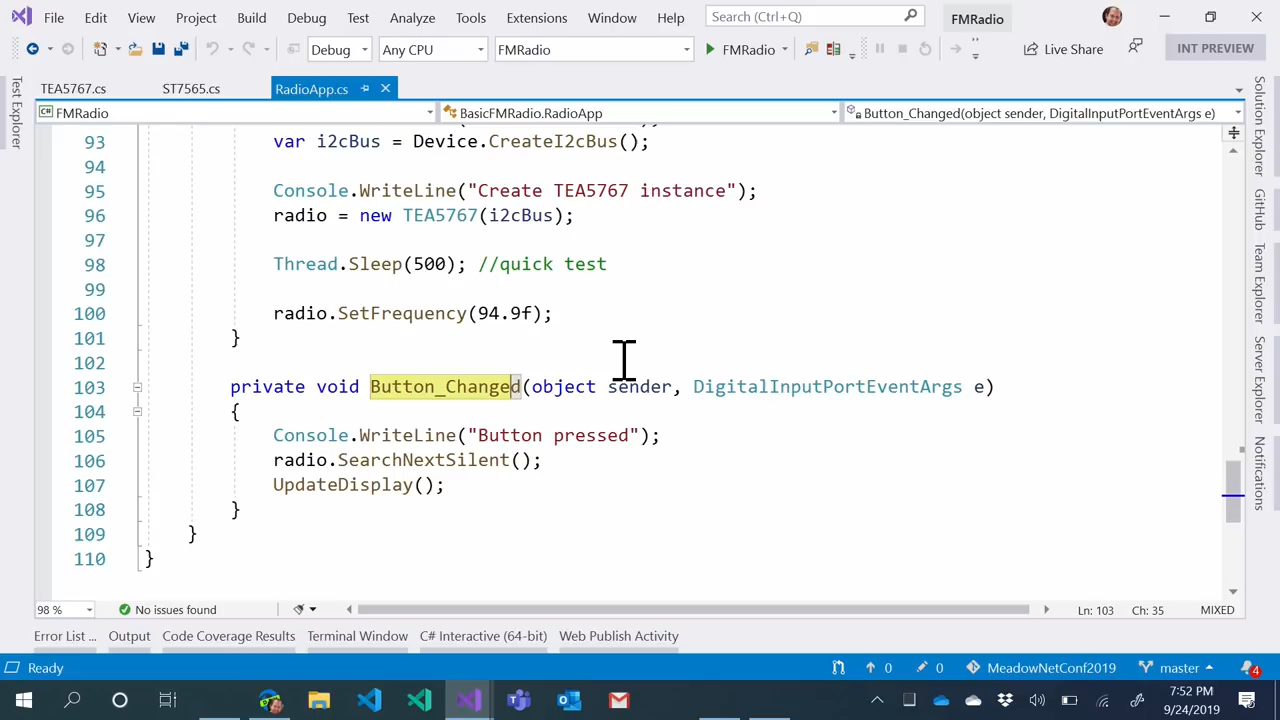 File Edit View Project Build Debug Test Analyze Tools Extensions Window Help Search (Ctrl+Q) FMRadio
Debug Any CPU FMRadio FMRadio Live Share INT PREVIEW
TEA5767.cs ST7565.cs RadioApp.cs
C# FMRadio BasicFMRadio.RadioApp Button_Changed(object sender, DigitalInputPortEventArgs e)
93 var i2cBus = Device.CreateI2cBus();
94
95 Console.WriteLine("Create TEA5767 instance");
96 radio = new TEA5767(i2cBus);
97
98 Thread.Sleep(500); //quick test
99
100 radio.SetFrequency(94.9f);
101 }
102
103 private void Button_Changed(object sender, DigitalInputPortEventArgs e)
104 {
105 Console.WriteLine("Button pressed");
106 radio.SearchNextSilent();
107 UpdateDisplay();
108 }
109 }
110 }
Test Explorer
Solution Explorer
GitHub
Team Explorer
Server Explorer
Notifications
98 % No issues found Ln: 103 Ch: 35 MIXED
Error List ... Output Code Coverage Results Terminal Window C# Interactive (64-bit) Web Publish Activity
Ready 0 0 MeadowNetConf2019 master 4
7:52 PM
9/24/2019